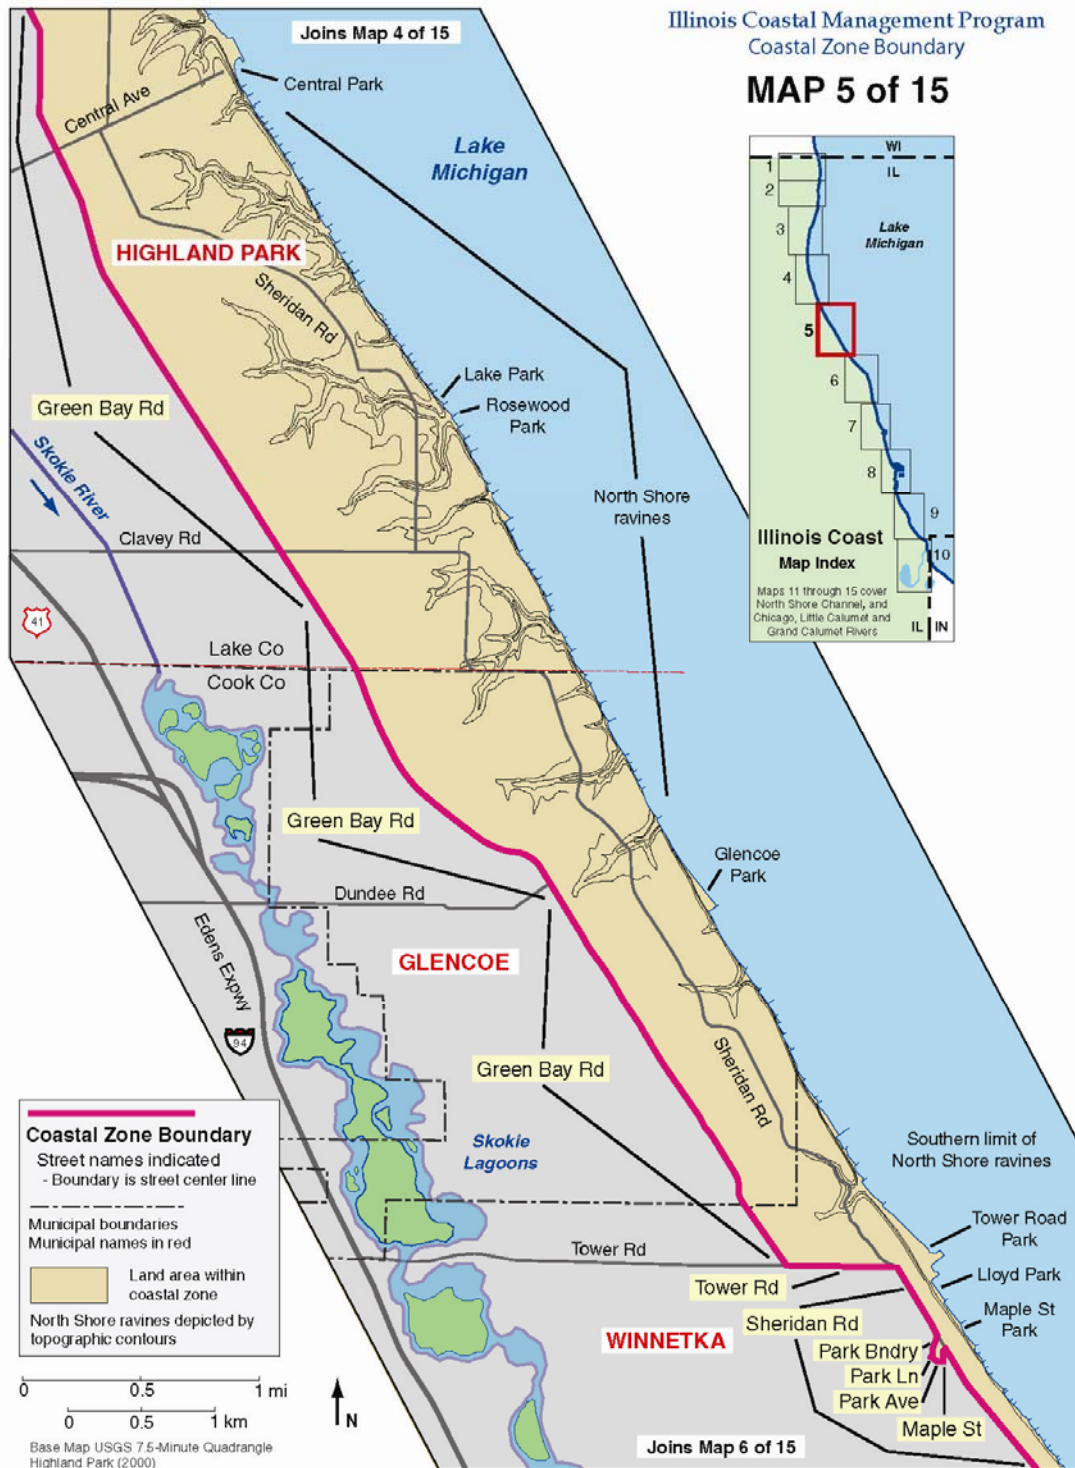 Illinois Coastal Management Program
Coastal Zone Boundary
MAP 5 of 15
Joins Map 4 of 15
Central Park
Central Ave
Lake
Michigan
WI
IL
1
2
3
4
5
6
7
8
9
10
Lake
Michigan
Illinois Coast
Map Index
Maps 11 through 15 cover
North Shore Channel, and
Chicago, Little Calumet and
Grand Calumet Rivers
IL
IN
HIGHLAND PARK
Sheridan Rd
Lake Park
Rosewood
Park
Green Bay Rd
Skokie River
North Shore
ravines
Clavey Rd
41
Lake Co
Cook Co
Green Bay Rd
Glencoe
Park
Dundee Rd
Edens Expwy
GLENCOE
94
Green Bay Rd
Sheridan Rd
Skokie
Lagoons
Southern limit of
North Shore ravines
Tower Road
Park
Tower Rd
Lloyd Park
Tower Rd
Maple St
Park
Sheridan Rd
WINNETKA
Park Bndry
Park Ln
Park Ave
Maple St
Joins Map 6 of 15
Coastal Zone Boundary
Street names indicated
- Boundary is street center line
Municipal boundaries
Municipal names in red
Land area within
coastal zone
North Shore ravines depicted by
topographic contours
0 0.5 1 mi
0 0.5 1 km
N
Base Map USGS 7.5-Minute Quadrangle
Highland Park (2000)